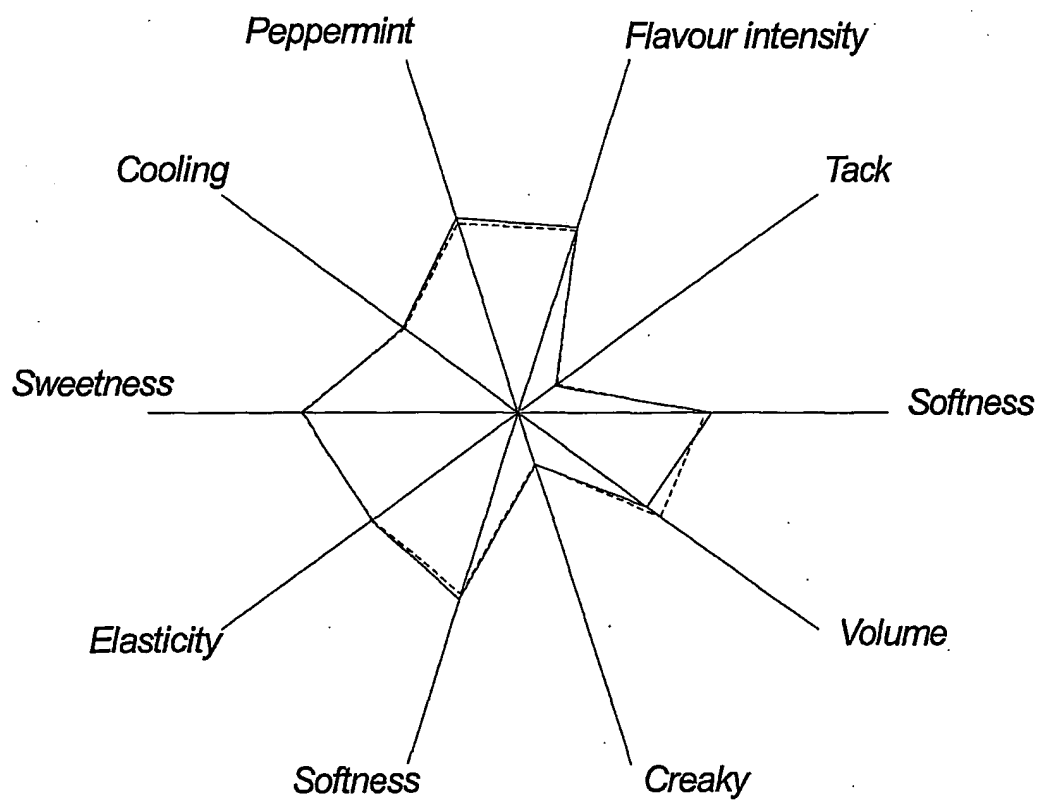 Peppermint
Flavour intensity
Cooling
Tack
Sweetness
Softness
Elasticity
Volume
Softness
Creaky